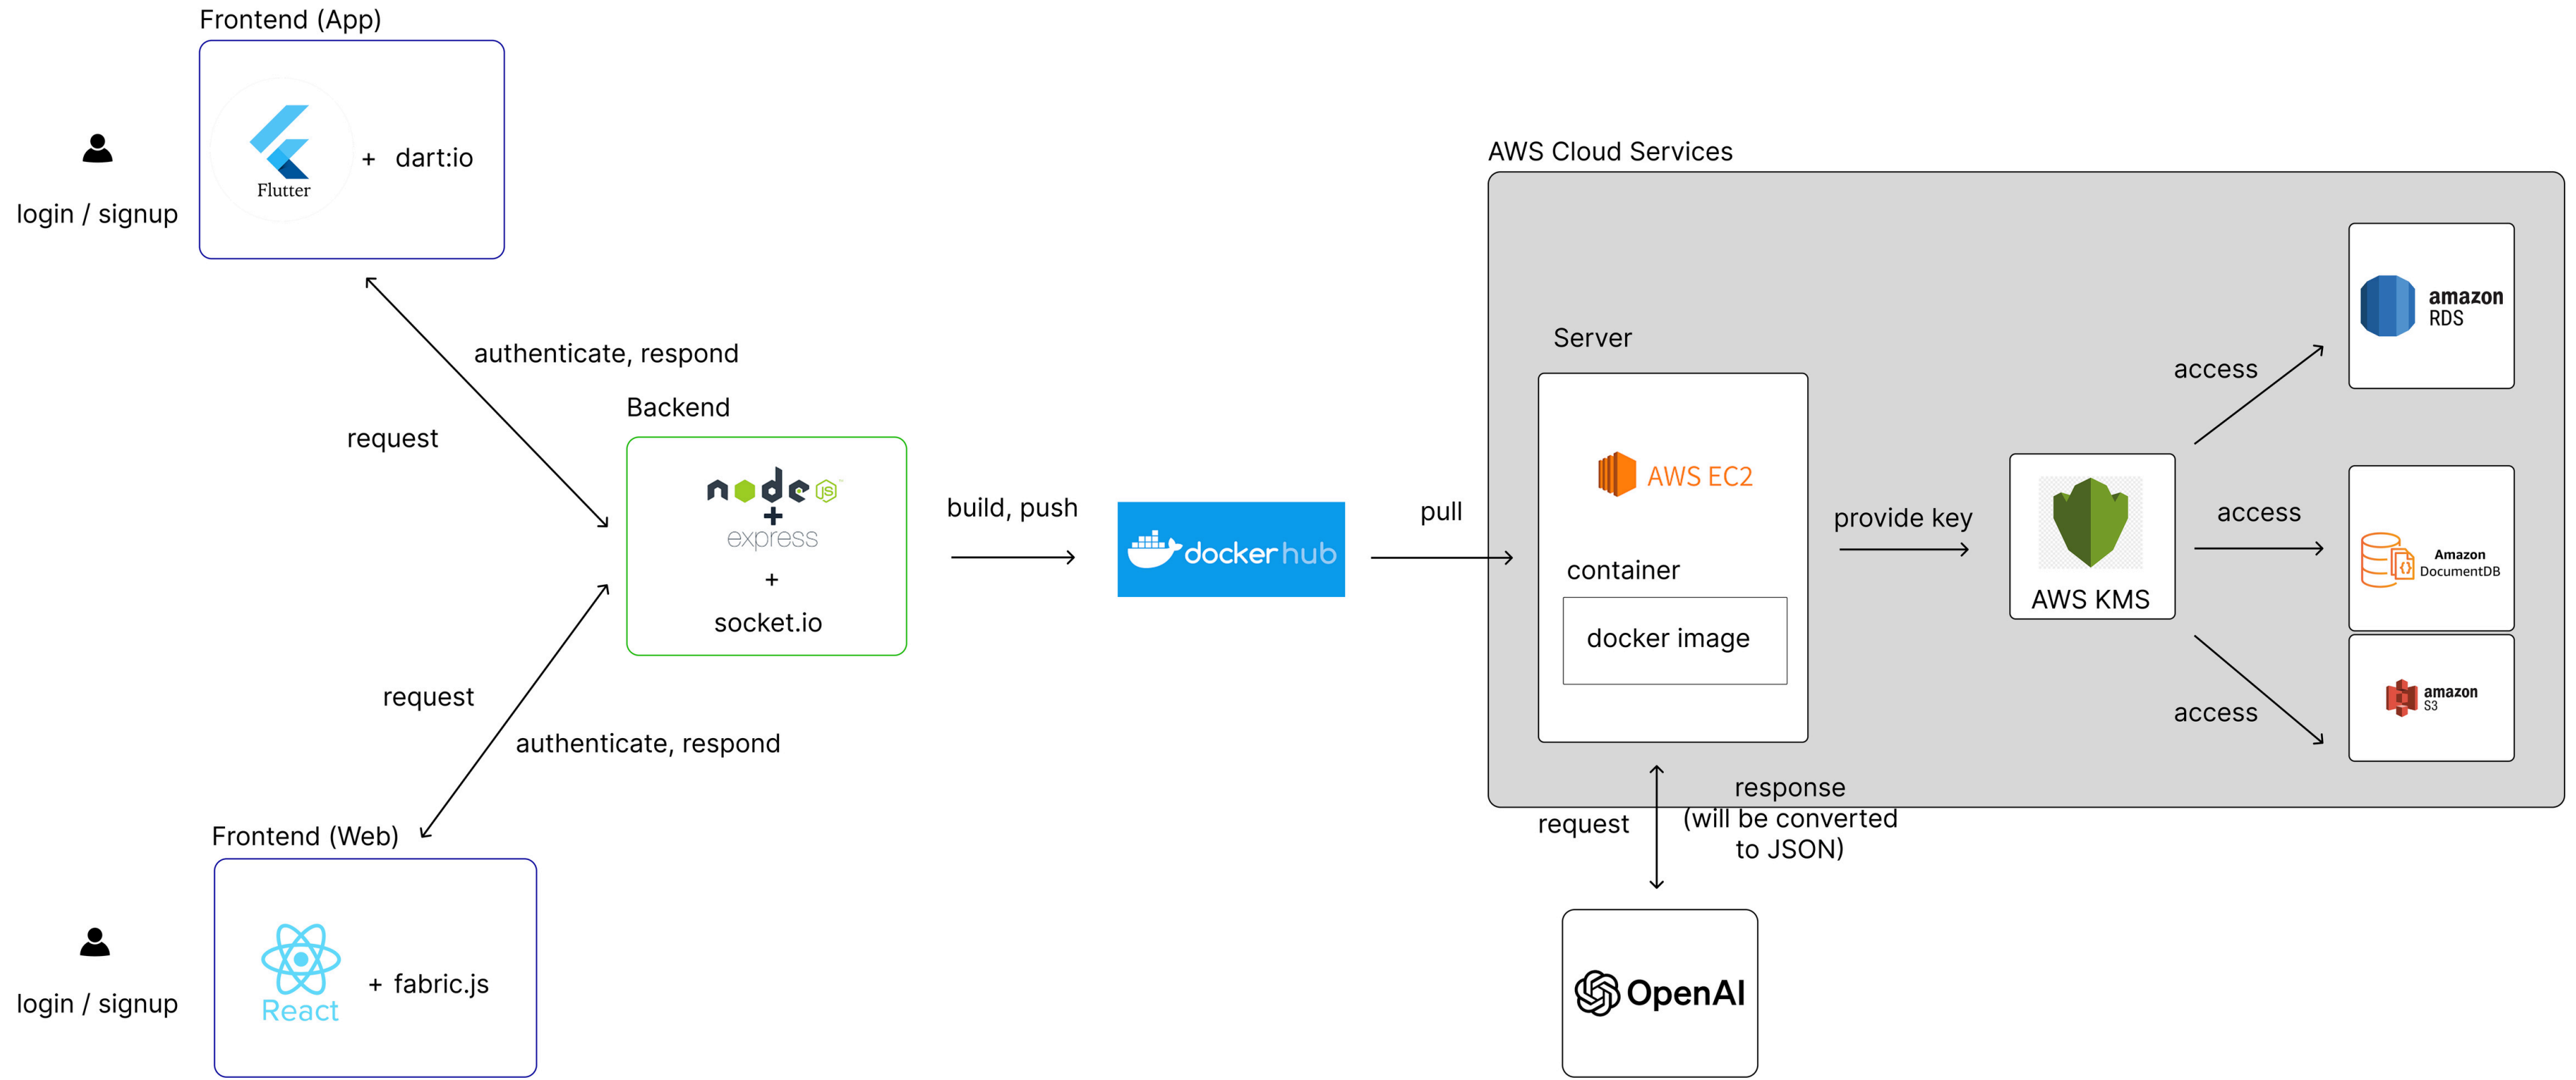 Frontend (App)
Flutter
+ dart:io
login / signup
authenticate, respond
request
Backend
node JS
+
express
+
socket.io
build, push
docker hub
pull
request
authenticate, respond
Frontend (Web)
React
+ fabric.js
login / signup
AWS Cloud Services
Server
AWS EC2
container
docker image
provide key
AWS KMS
access
amazon
RDS
access
Amazon
DocumentDB
access
amazon
S3
request
response
(will be converted
to JSON)
OpenAI